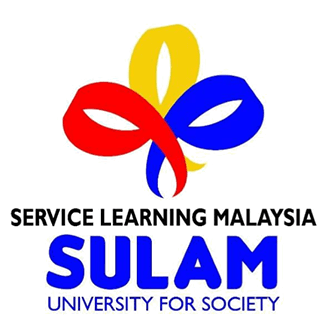 SERVICE LEARNING MALAYSIA
SULAM
UNIVERSITY FOR SOCIETY